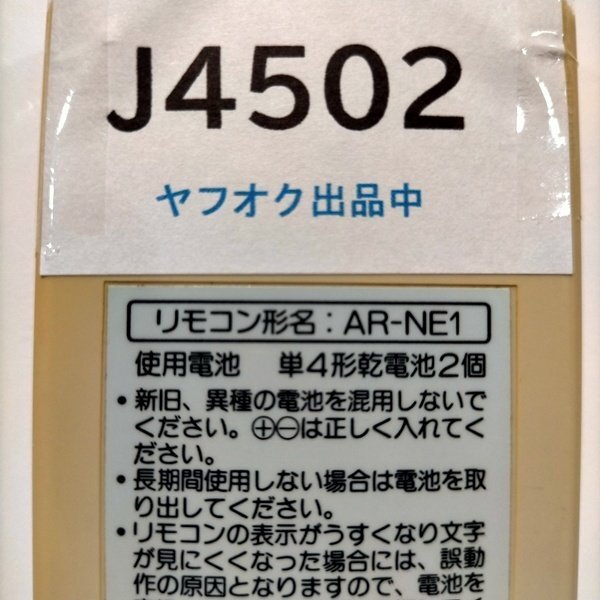 J4502
ヤフオク出品中
リモコン形名：AR-NE1
使用電池　単4形乾電池2個
・新旧、異種の電池を混用しないで
ください。⊕⊖は正しく入れてく
ださい。
・長期間使用しない場合は電池を取
り出してください。
・リモコンの表示がうすくなり文字
が見にくくなった場合には、誤動
作の原因となりますので、電池を